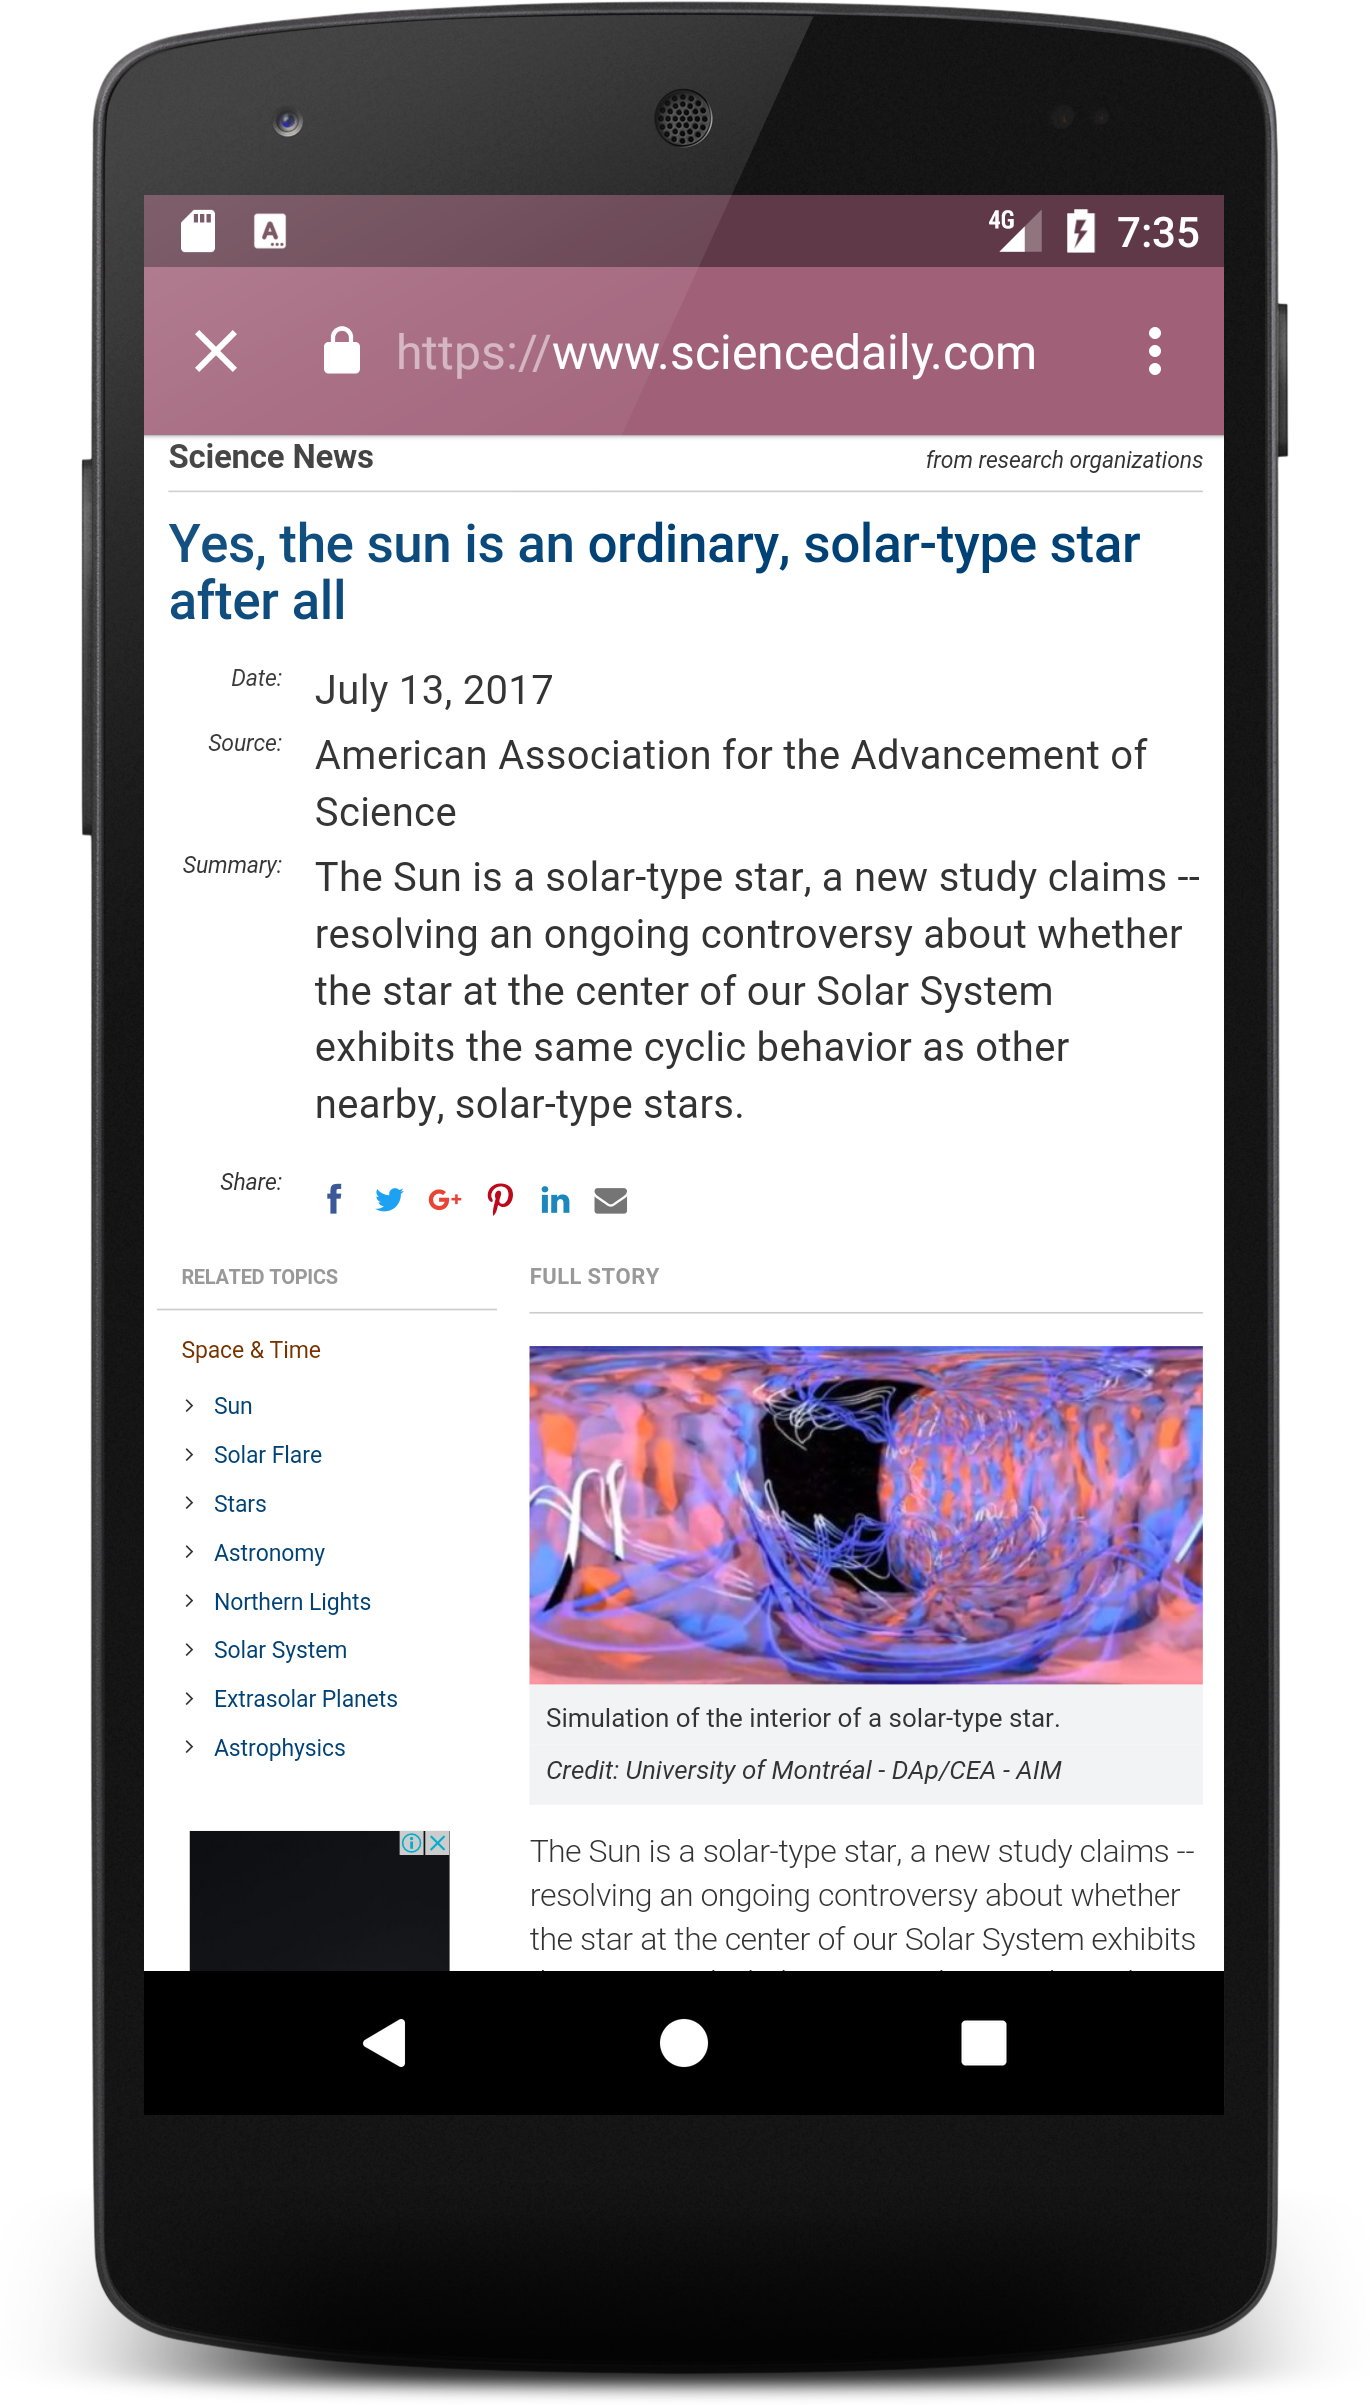 A
4G
7:35
https://www.sciencedaily.com
Science News
from research organizations
Yes, the sun is an ordinary, solar-type star
after all
Date:
July 13, 2017
Source:
American Association for the Advancement of
Science
Summary:
The Sun is a solar-type star, a new study claims --
resolving an ongoing controversy about whether
the star at the center of our Solar System
exhibits the same cyclic behavior as other
nearby, solar-type stars.
Share:
f
G+
in
RELATED TOPICS
Space & Time
Sun
Solar Flare
Stars
Astronomy
Northern Lights
Solar System
Extrasolar Planets
Astrophysics
FULL STORY
Simulation of the interior of a solar-type star.
Credit: University of Montréal - DAp/CEA - AIM
The Sun is a solar-type star, a new study claims --
resolving an ongoing controversy about whether
the star at the center of our Solar System exhibits